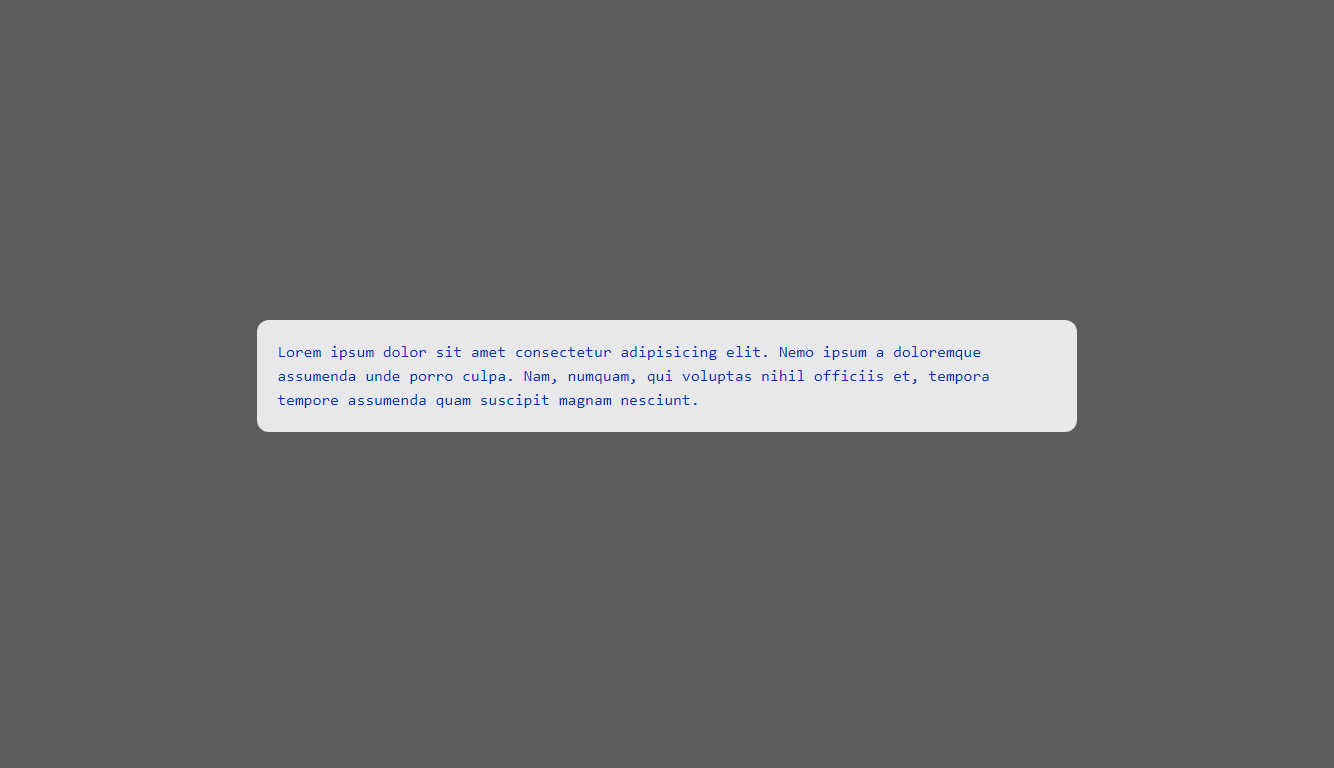 Lorem ipsum dolor sit amet consectetur adipisicing elit. Nemo ipsum a doloremque
assumenda unde porro culpa. Nam, numquam, qui voluptas nihil officiis et, tempora
tempore assumenda quam suscipit magnam nesciunt.